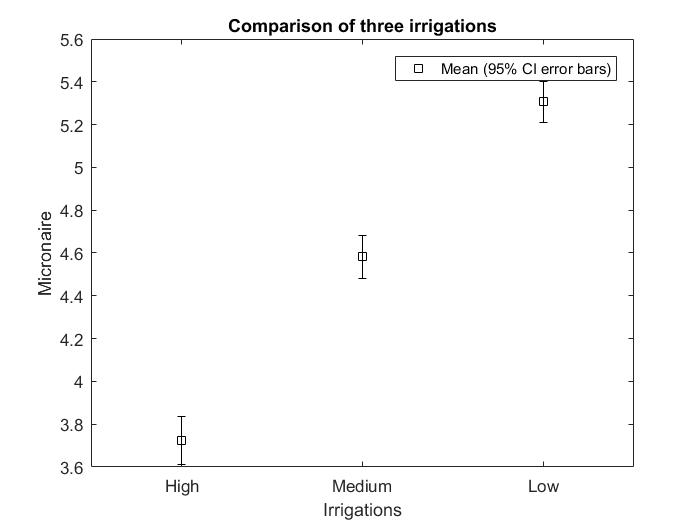 Comparison of three irrigations
Mean (95% CI error bars)
Micronaire
5.6
5.4
5.2
5
4.8
4.6
4.4
4.2
4
3.8
3.6
High Medium Low
Irrigations